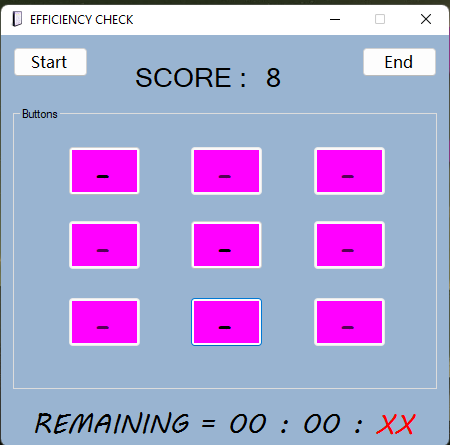 EFFICIENCY CHECK
Start
End
SCORE : 8
Buttons
- - -
- - -
- - -
REMAINING = 00 : 00 : XX